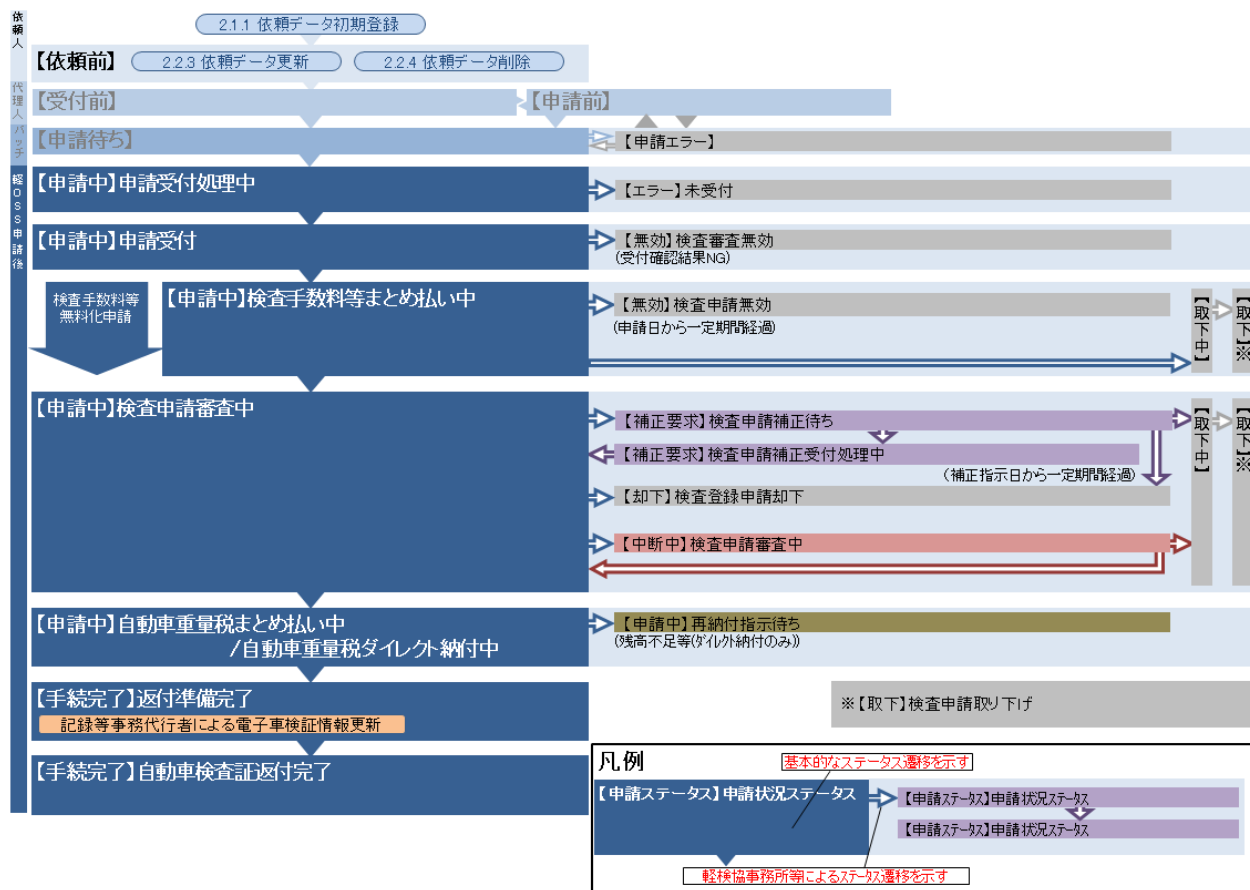 依頼人
2.1.1 依頼データ初期登録
【依頼前】
2.2.3 依頼データ更新
2.2.4 依頼データ削除
代理人
【受付前】
【申請前】
バッチ
【申請待ち】
【申請エラー】
軽OSS申請後
【申請中】申請受付処理中
【エラー】未受付
【申請中】申請受付
【無効】検査審査無効
(受付確認結果NG)
検査手数料等
無料化申請
【申請中】検査手数料等まとめ払い中
【無効】検査申請無効
(申請日から一定期間経過)
【取下中】
【取下】※
【申請中】検査申請審査中
【補正要求】検査申請補正待ち
【補正要求】検査申請補正受付処理中
(補正指示日から一定期間経過)
【却下】検査登録申請却下
【中断中】検査申請審査中
【取下中】
【取下】※
【申請中】自動車重量税まとめ払い中
/自動車重量税ダイレクト納付中
【申請中】再納付指示待ち
(残高不足等(ダイレクト納付のみ))
【手続完了】返付準備完了
記録等事務代行者による電子車検証情報更新
※【取下】検査申請取り下げ
【手続完了】自動車検査証返付完了
凡例
基本的なステータス遷移を示す
【申請ステータス】申請状況ステータス
【申請ステータス】申請状況ステータス
【申請ステータス】申請状況ステータス
軽検協事務所等によるステータス遷移を示す